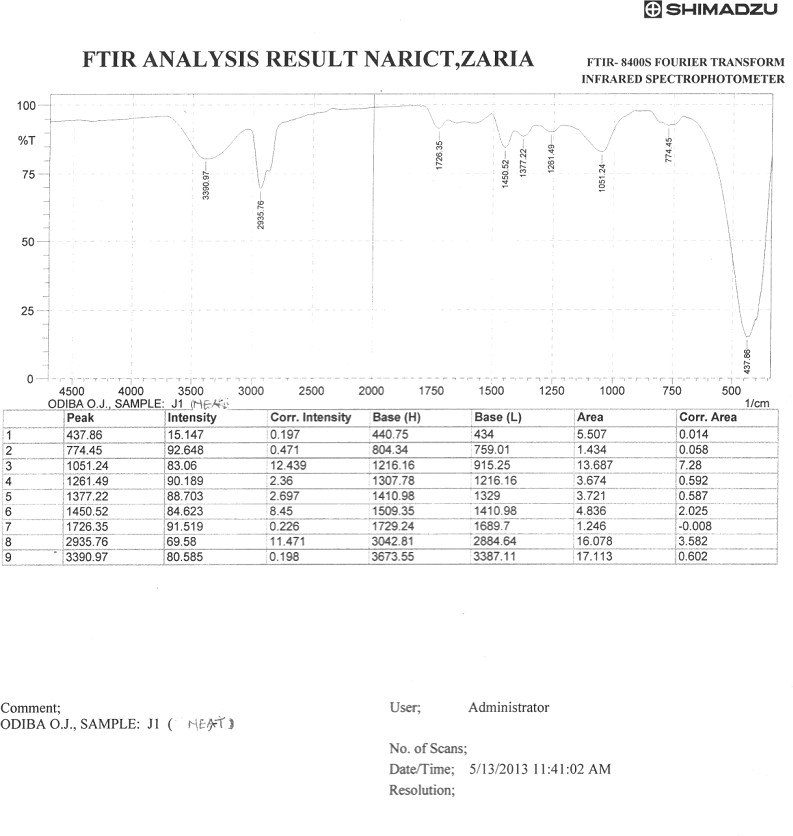 SHIMADZU
FTIR ANALYSIS RESULT NARICT,ZARIA
FTIR- 8400S FOURIER TRANSFORM
INFRARED SPECTROPHOTOMETER
100
%T
75
50
25
0
3390.97
2935.76
1726.35
1450.52
1377.22
1261.49
1051.24
774.45
437.86
4500 4000 3500 3000 2500 2000 1750 1500 1250 1000 750 500
ODIBA O.J., SAMPLE: J1 (NEAT) 1/cm
Peak Intensity Corr. Intensity Base (H) Base (L) Area Corr. Area
1 437.86 15.147 0.197 440.75 434 5.507 0.014
2 774.45 92.648 0.471 804.34 759.01 1.434 0.058
3 1051.24 83.06 12.439 1216.16 915.25 13.687 7.28
4 1261.49 90.189 2.36 1307.78 1216.16 3.674 0.592
5 1377.22 88.703 2.697 1410.98 1329 3.721 0.587
6 1450.52 84.623 8.45 1509.35 1410.98 4.836 2.025
7 1726.35 91.519 0.226 1729.24 1689.7 1.246 -0.008
8 2935.76 69.58 11.471 3042.81 2884.64 16.078 3.582
9 3390.97 80.585 0.198 3673.55 3387.11 17.113 0.602
Comment;
ODIBA O.J., SAMPLE: J1 ( NEAT )
User; Administrator
No. of Scans;
Date/Time; 5/13/2013 11:41:02 AM
Resolution;